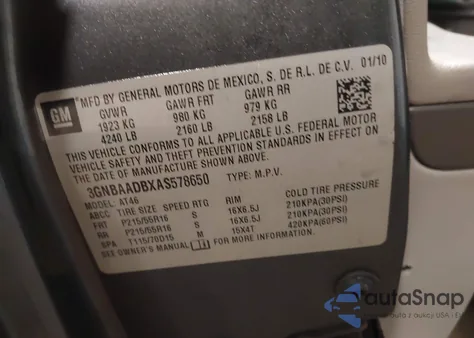 MFD BY GENERAL MOTORS DE MEXICO, S. DE R.L. DE C.V. 01/10
GM
GVWR GAWR FRT GAWR RR
1923 KG 980 KG 979 KG
4240 LB 2160 LB 2158 LB
THIS VEHICLE CONFORMS TO ALL APPLICABLE U.S. FEDERAL MOTOR
VEHICLE SAFETY AND THEFT PREVENTION STANDARDS IN EFFECT ON THE
DATE OF MANUFACTURE SHOWN ABOVE.
3GNBAADBXAS578650 TYPE: M.P.V.
MODEL: AT46
ABCC TIRE SIZE SPEED RTG RIM COLD TIRE PRESSURE
FRT P215/55R16 S 16X6.5J 210KPA(30PSI)
RR P215/55R16 S 16X6.5J 210KPA(30PSI)
SPA T115/70D15 M 15X4T 420KPA(60PSI)
SEE OWNER'S MANUAL FOR MORE INFORMATION
autaSnap